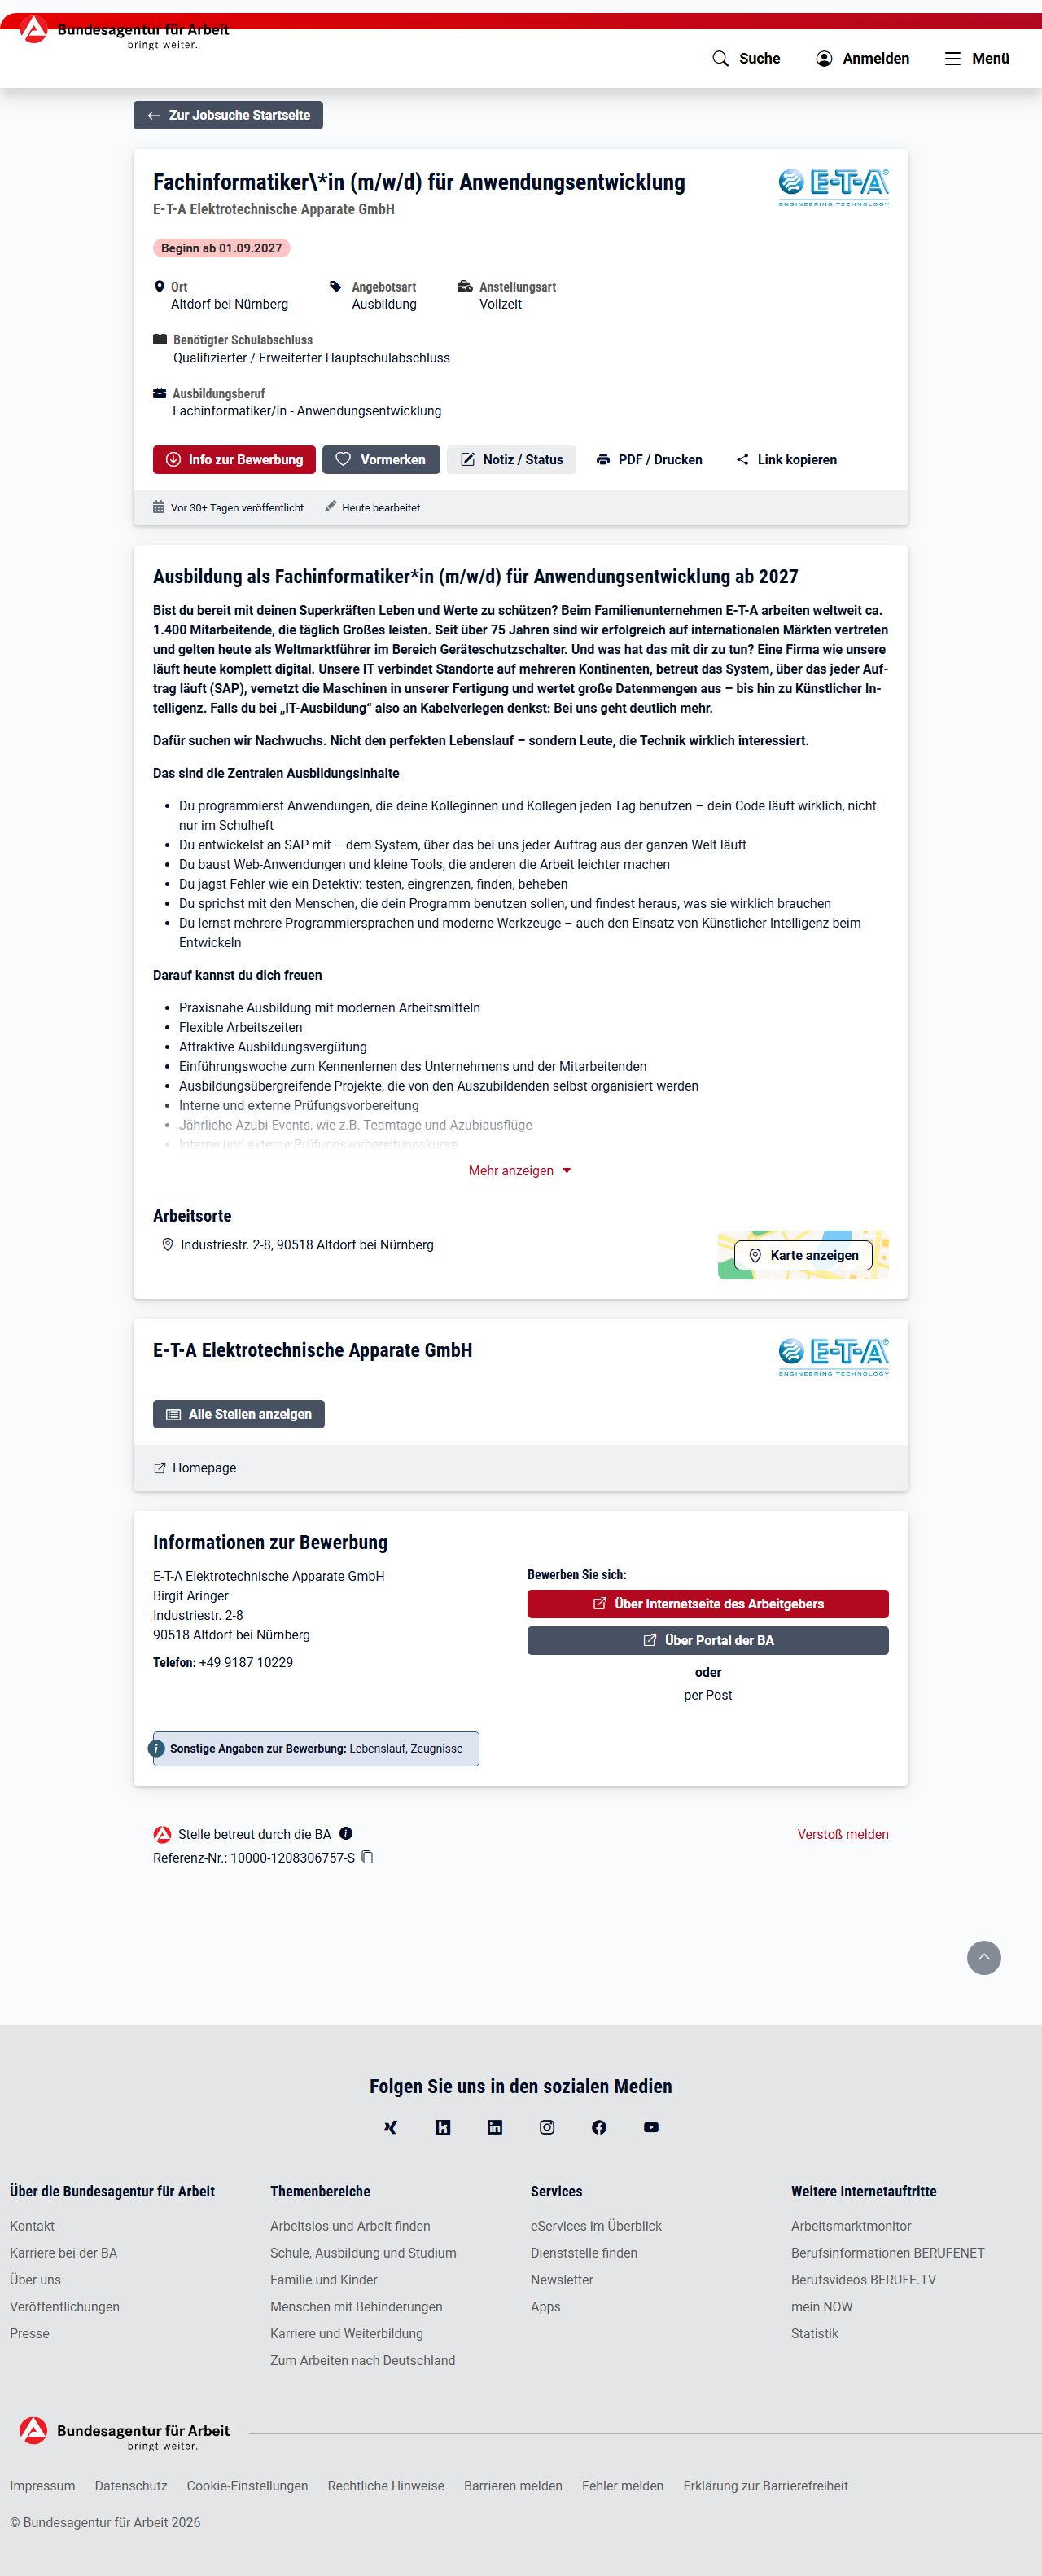 Bundesagentur für Arbeit
bringt weiter.
Suche
Anmelden
Menü
Zur Jobsuche Startseite
Fachinformatiker\*in (m/w/d) für Anwendungsentwicklung
E-T-A Elektrotechnische Apparate GmbH
E-T-A®
ENGINEERING TECHNOLOGY
Beginn ab 01.09.2027
Ort
Altdorf bei Nürnberg
Angebotsart
Ausbildung
Anstellungsart
Vollzeit
Benötigter Schulabschluss
Qualifizierter / Erweiterter Hauptschulabschluss
Ausbildungsberuf
Fachinformatiker/in - Anwendungsentwicklung
Info zur Bewerbung
Vormerken
Notiz / Status
PDF / Drucken
Link kopieren
Vor 30+ Tagen veröffentlicht
Heute bearbeitet
Ausbildung als Fachinformatiker*in (m/w/d) für Anwendungsentwicklung ab 2027
Bist du bereit mit deinen Superkräften Leben und Werte zu schützen? Beim Familienunternehmen E-T-A arbeiten weltweit ca.
1.400 Mitarbeitende, die täglich Großes leisten. Seit über 75 Jahren sind wir erfolgreich auf internationalen Märkten vertreten
und gelten heute als Weltmarktführer im Bereich Geräteschutzschalter. Und was hat das mit dir zu tun? Eine Firma wie unsere
läuft heute komplett digital. Unsere IT verbindet Standorte auf mehreren Kontinenten, betreut das System, über das jeder Auf-
trag läuft (SAP), vernetzt die Maschinen in unserer Fertigung und wertet große Datenmengen aus – bis hin zu Künstlicher In-
telligenz. Falls du bei „IT-Ausbildung“ also an Kabelverlegen denkst: Bei uns geht deutlich mehr.
Dafür suchen wir Nachwuchs. Nicht den perfekten Lebenslauf – sondern Leute, die Technik wirklich interessiert.
Das sind die Zentralen Ausbildungsinhalte
• Du programmierst Anwendungen, die deine Kolleginnen und Kollegen jeden Tag benutzen – dein Code läuft wirklich, nicht
nur im Schulheft
• Du entwickelst an SAP mit – dem System, über das bei uns jeder Auftrag aus der ganzen Welt läuft
• Du baust Web-Anwendungen und kleine Tools, die anderen die Arbeit leichter machen
• Du jagst Fehler wie ein Detektiv: testen, eingrenzen, finden, beheben
• Du sprichst mit den Menschen, die dein Programm benutzen sollen, und findest heraus, was sie wirklich brauchen
• Du lernst mehrere Programmiersprachen und moderne Werkzeuge – auch den Einsatz von Künstlicher Intelligenz beim
Entwickeln
Darauf kannst du dich freuen
• Praxisnahe Ausbildung mit modernen Arbeitsmitteln
• Flexible Arbeitszeiten
• Attraktive Ausbildungsvergütung
• Einführungswoche zum Kennenlernen des Unternehmens und der Mitarbeitenden
• Ausbildungsübergreifende Projekte, die von den Auszubildenden selbst organisiert werden
• Interne und externe Prüfungsvorbereitung
• Jährliche Azubi-Events, wie z.B. Teamtage und Azubiausflüge
• Interne und externe Prüfungsvorbereitungskurse
Mehr anzeigen
Arbeitsorte
Industriestr. 2-8, 90518 Altdorf bei Nürnberg
Karte anzeigen
E-T-A Elektrotechnische Apparate GmbH
E-T-A®
ENGINEERING TECHNOLOGY
Alle Stellen anzeigen
Homepage
Informationen zur Bewerbung
E-T-A Elektrotechnische Apparate GmbH
Birgit Aringer
Industriestr. 2-8
90518 Altdorf bei Nürnberg
Telefon: +49 9187 10229
Bewerben Sie sich:
Über Internetseite des Arbeitgebers
Über Portal der BA
oder
per Post
Sonstige Angaben zur Bewerbung: Lebenslauf, Zeugnisse
Stelle betreut durch die BA
Verstoß melden
Referenz-Nr.: 10000-1208306757-S
Folgen Sie uns in den sozialen Medien
Über die Bundesagentur für Arbeit
Kontakt
Karriere bei der BA
Über uns
Veröffentlichungen
Presse
Themenbereiche
Arbeitslos und Arbeit finden
Schule, Ausbildung und Studium
Familie und Kinder
Menschen mit Behinderungen
Karriere und Weiterbildung
Zum Arbeiten nach Deutschland
Services
eServices im Überblick
Dienststelle finden
Newsletter
Apps
Weitere Internetauftritte
Arbeitsmarktmonitor
Berufsinformationen BERUFENET
Berufsvideos BERUFE.TV
mein NOW
Statistik
Bundesagentur für Arbeit
bringt weiter.
Impressum Datenschutz Cookie-Einstellungen Rechtliche Hinweise Barrieren melden Fehler melden Erklärung zur Barrierefreiheit
© Bundesagentur für Arbeit 2026